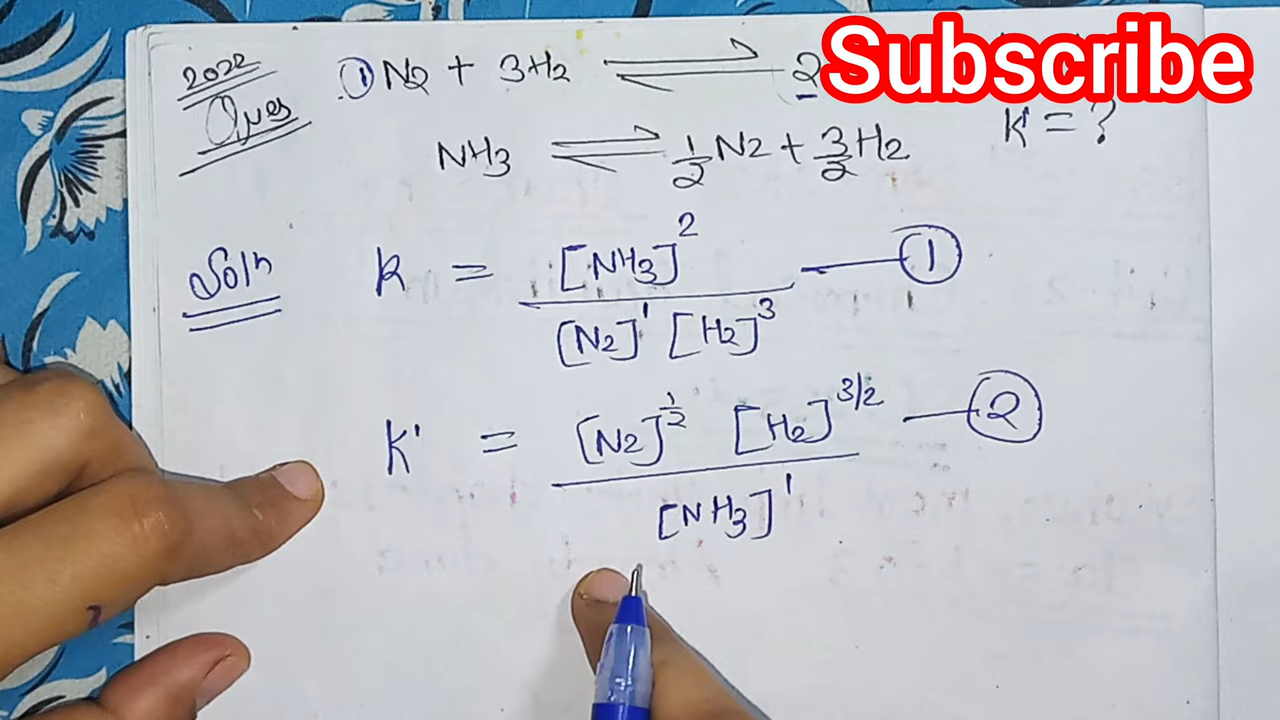 Subscribe
2022
Ques
① N2 + 3H2 ⇌ 2
NH3 ⇌ 1/2 N2 + 3/2 H2
K' = ?
Soln
K = [NH3]^2 / [N2]^1 [H2]^3 — ①
K' = [N2]^1/2 [H2]^3/2 / [NH3]^1 — ②